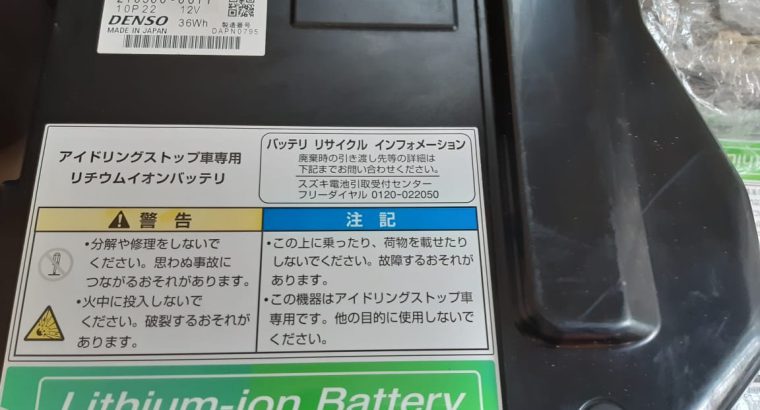 10P22 12V
DENSO 36Wh 製造番号
MADE IN JAPAN DAPN0795
アイドリングストップ車専用
リチウムイオンバッテリ
バッテリ リサイクル インフォメーション
廃棄時の引き渡し先等の詳細は
下記までお問い合わせください。
スズキ電池引取受付センター
フリーダイヤル 0120-022050
警告
・分解や修理をしないで
ください。思わぬ事故に
つながるおそれがあります。
・火中に投入しないで
ください。破裂するおそれが
あります。
注記
・この上に乗ったり、荷物を載せたり
しないでください。故障するおそれが
あります。
・この機器はアイドリングストップ車
専用です。他の目的に使用しないで
ください。
Lithium-ion Battery